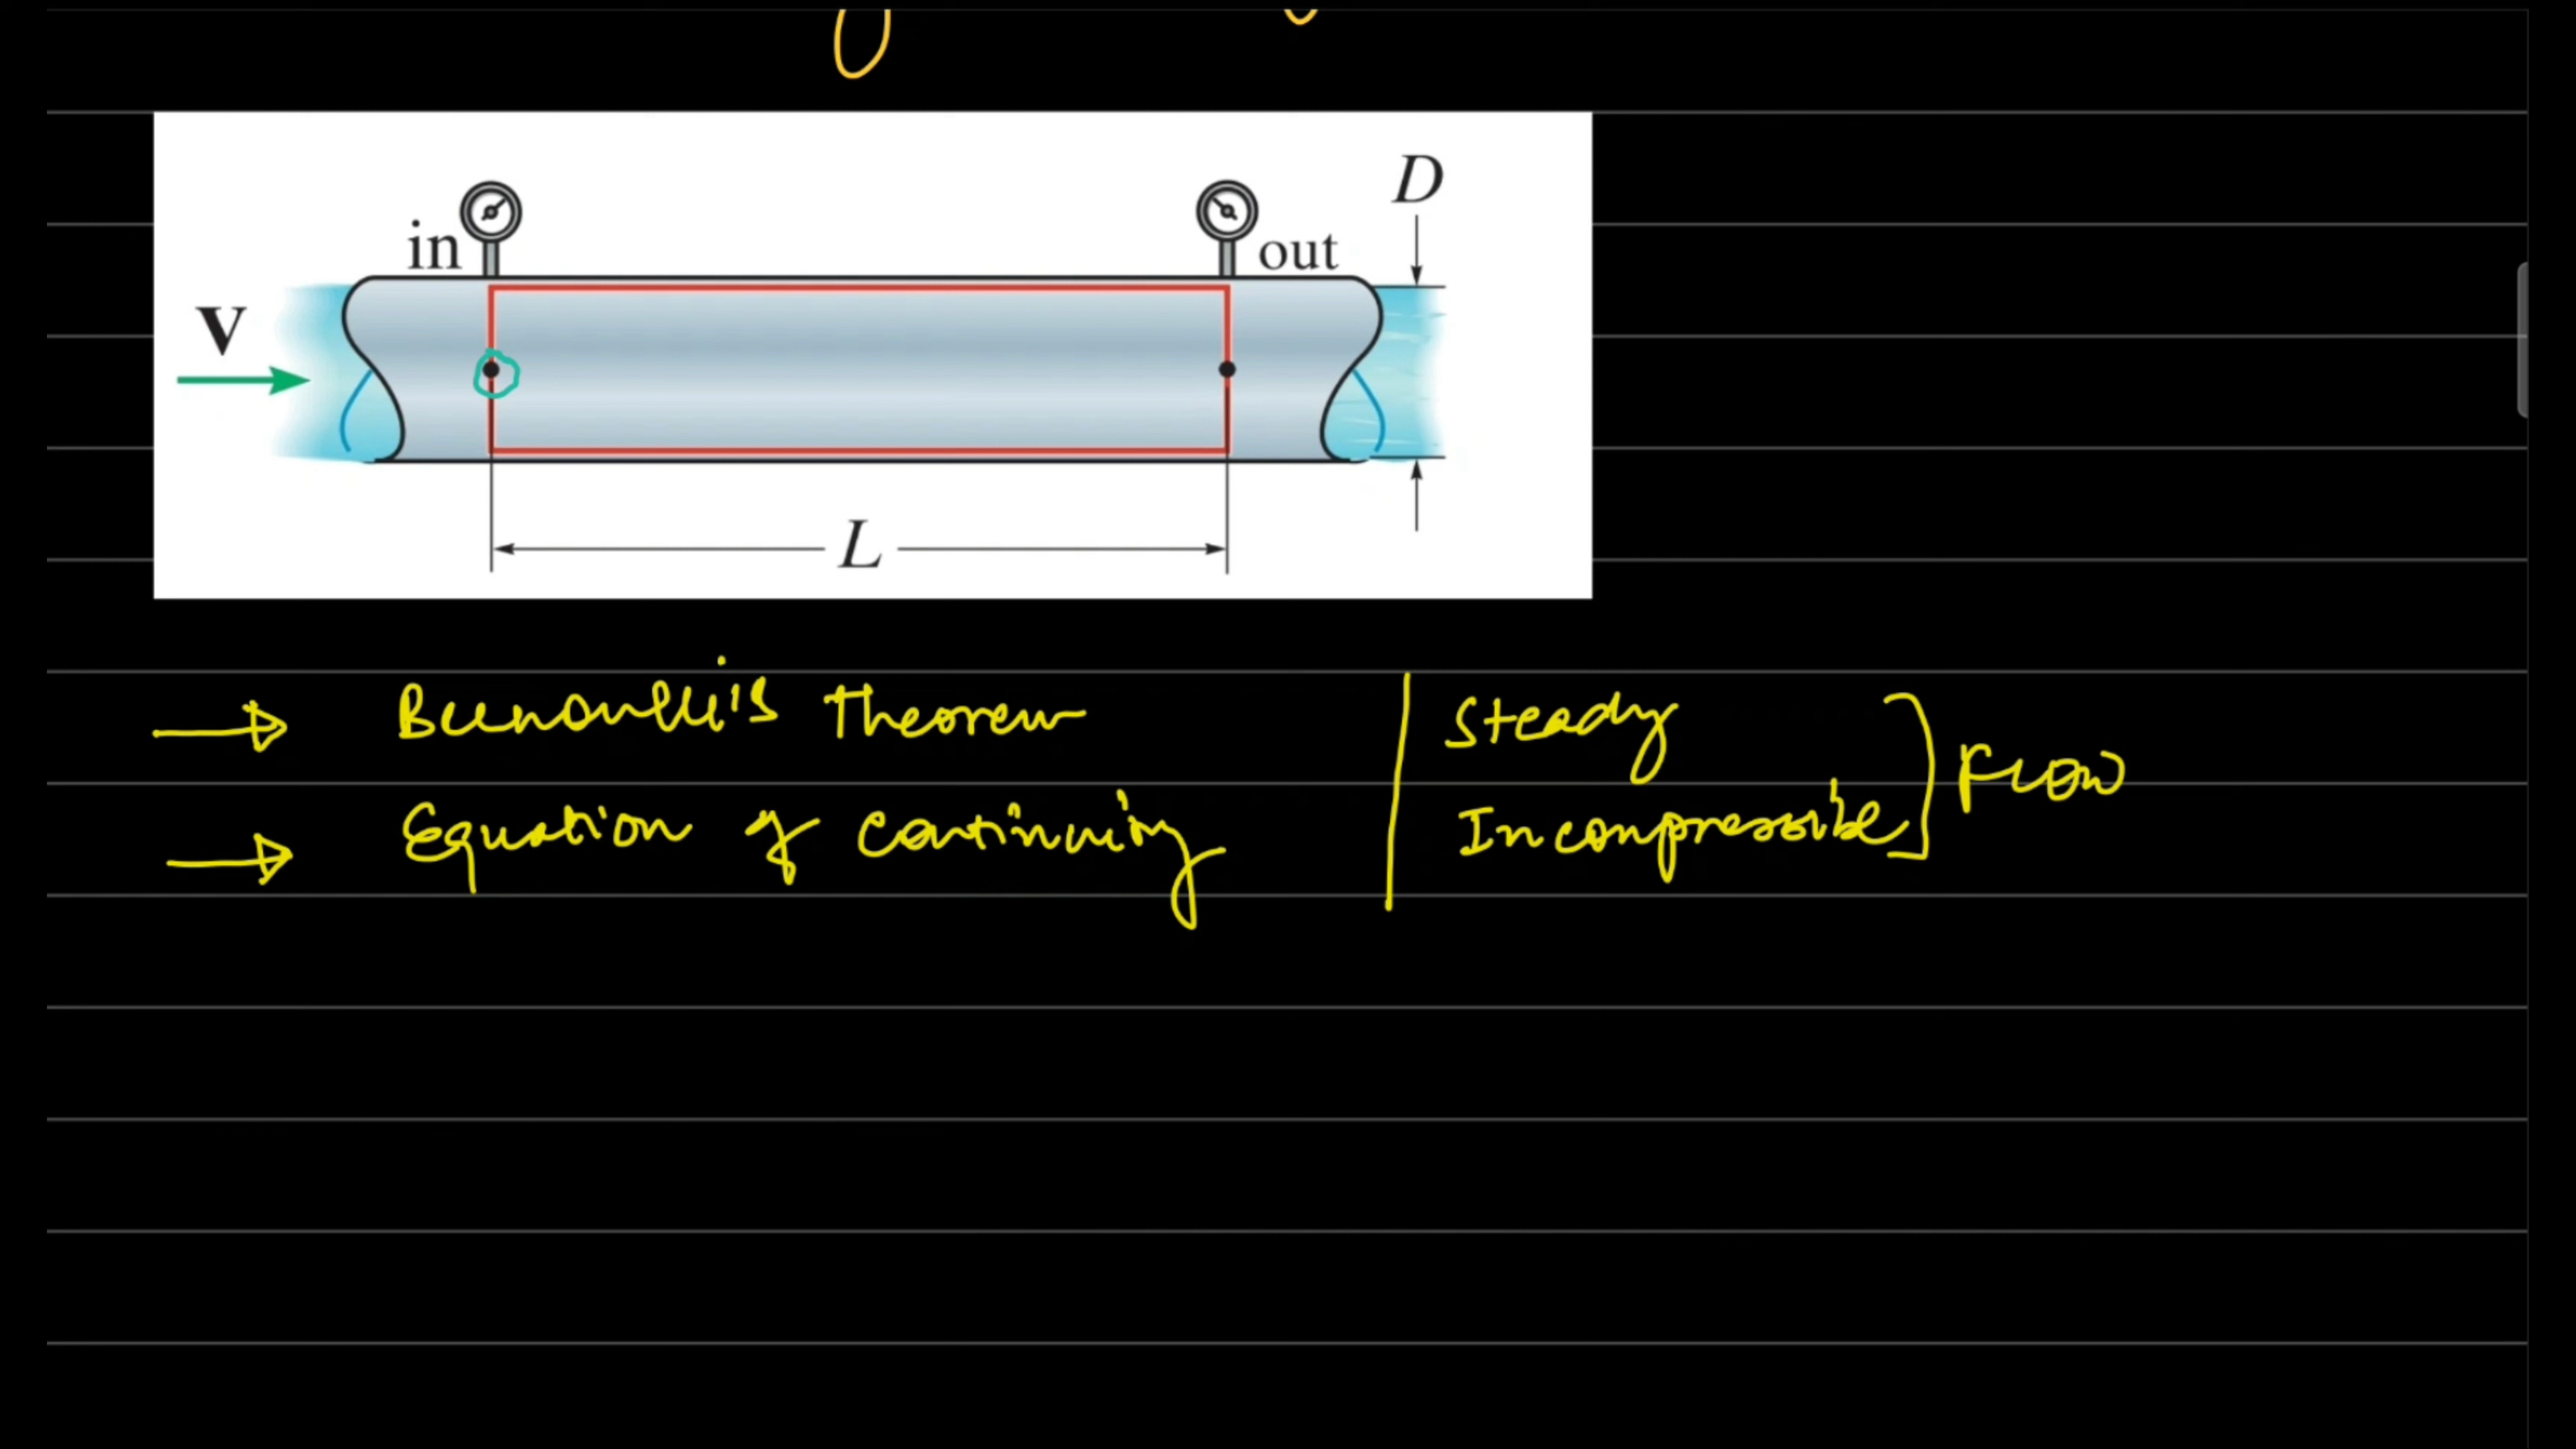 D
in
out
V
L
Bernoulli's Theorem
Steady
Flow
Equation of continuity
Incompressible